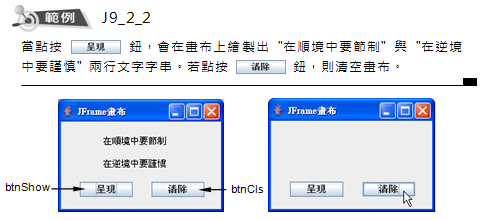 範例 J9_2_2
當點按 呈現 鈕，會在畫布上繪製出 "在順境中要節制" 與 "在逆境
中要謹慎" 兩行文字字串。若點按 清除 鈕，則清空畫布。
JFrame畫布
JFrame畫布
在順境中要節制
在逆境中要謹慎
btnShow 呈現 清除 btnCls 呈現 清除